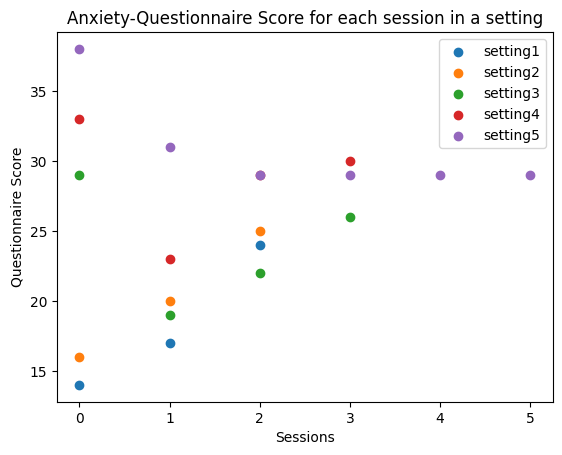 Anxiety-Questionnaire Score for each session in a setting
setting1
setting2
setting3
setting4
setting5
35
30
25
20
15
Questionnaire Score
0 1 2 3 4 5
Sessions